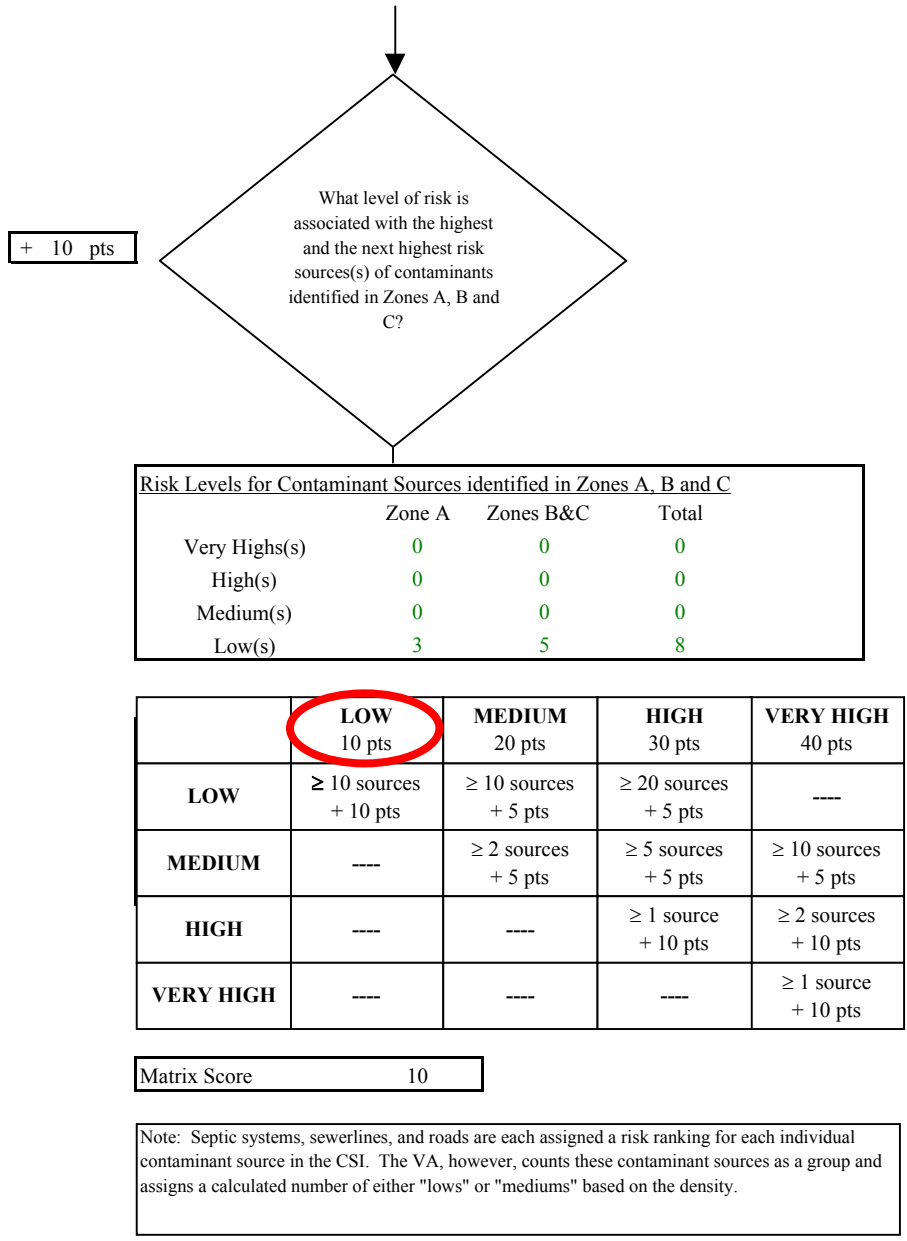 What level of risk is
associated with the highest
and the next highest risk
sources(s) of contaminants
identified in Zones A, B and
C?
+ 10 pts
Risk Levels for Contaminant Sources identified in Zones A, B and C
Zone A Zones B&C Total
Very Highs(s) 0 0 0
High(s) 0 0 0
Medium(s) 0 0 0
Low(s) 3 5 8
LOW MEDIUM HIGH VERY HIGH
10 pts 20 pts 30 pts 40 pts
LOW ≥ 10 sources ≥ 10 sources ≥ 20 sources ----
+ 10 pts + 5 pts + 5 pts
MEDIUM ---- ≥ 2 sources ≥ 5 sources ≥ 10 sources
+ 5 pts + 5 pts + 5 pts
HIGH ---- ---- ≥ 1 source ≥ 2 sources
+ 10 pts + 10 pts
VERY HIGH ---- ---- ---- ≥ 1 source
+ 10 pts
Matrix Score 10
Note: Septic systems, sewerlines, and roads are each assigned a risk ranking for each individual
contaminant source in the CSI. The VA, however, counts these contaminant sources as a group and
assigns a calculated number of either "lows" or "mediums" based on the density.